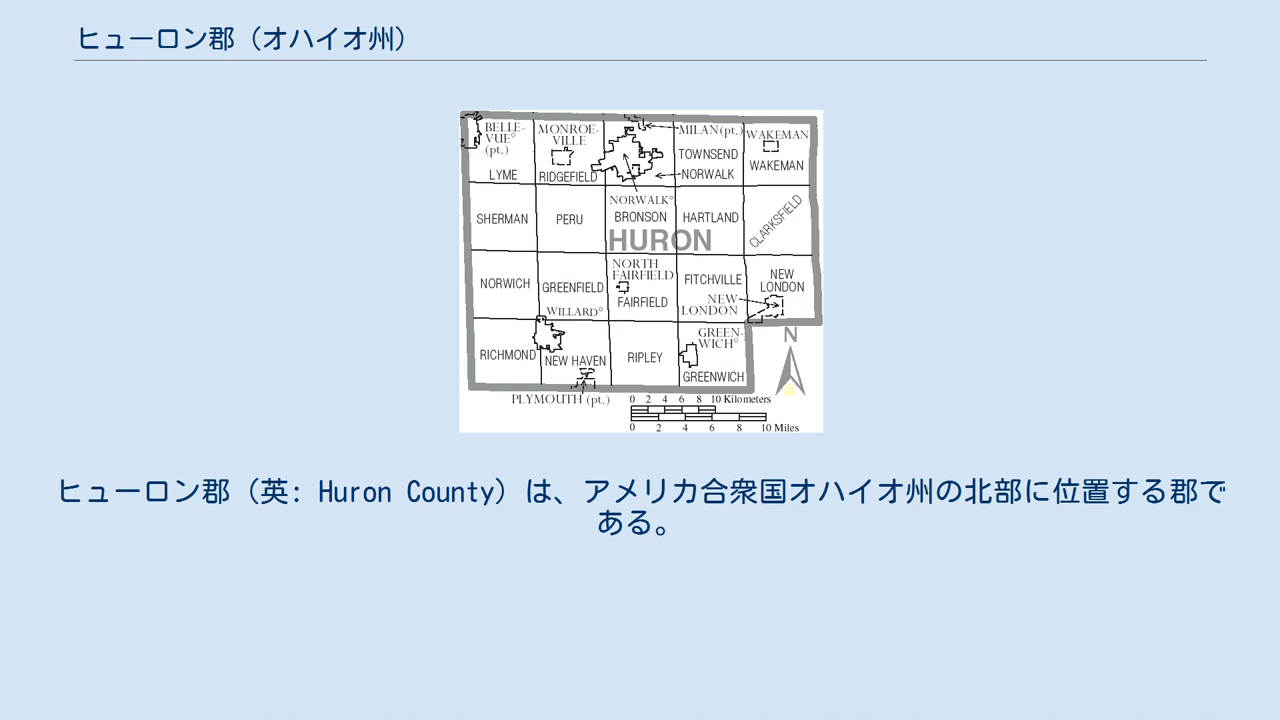 ヒューロン郡（オハイオ州）
BELLE-
VUE°
(pt.)
MONROE-
VILLE
MILAN(pt.)
WAKEMAN
TOWNSEND
WAKEMAN
LYME
RIDGEFIELD
NORWALK
NORWALK°
SHERMAN
PERU
BRONSON
HARTLAND
CLARKSFIELD
HURON
NORTH
FAIRFIELD
NORWICH
GREENFIELD
FITCHVILLE
NEW
LONDON
FAIRFIELD
NEW
LONDON
WILLARD°
GREEN-
WICH°
N
RICHMOND
NEW HAVEN
RIPLEY
GREENWICH
PLYMOUTH (pt.)
0 2 4 6 8 10 Kilometers
0 2 4 6 8 10 Miles
ヒューロン郡（英: Huron County）は、アメリカ合衆国オハイオ州の北部に位置する郡で
ある。